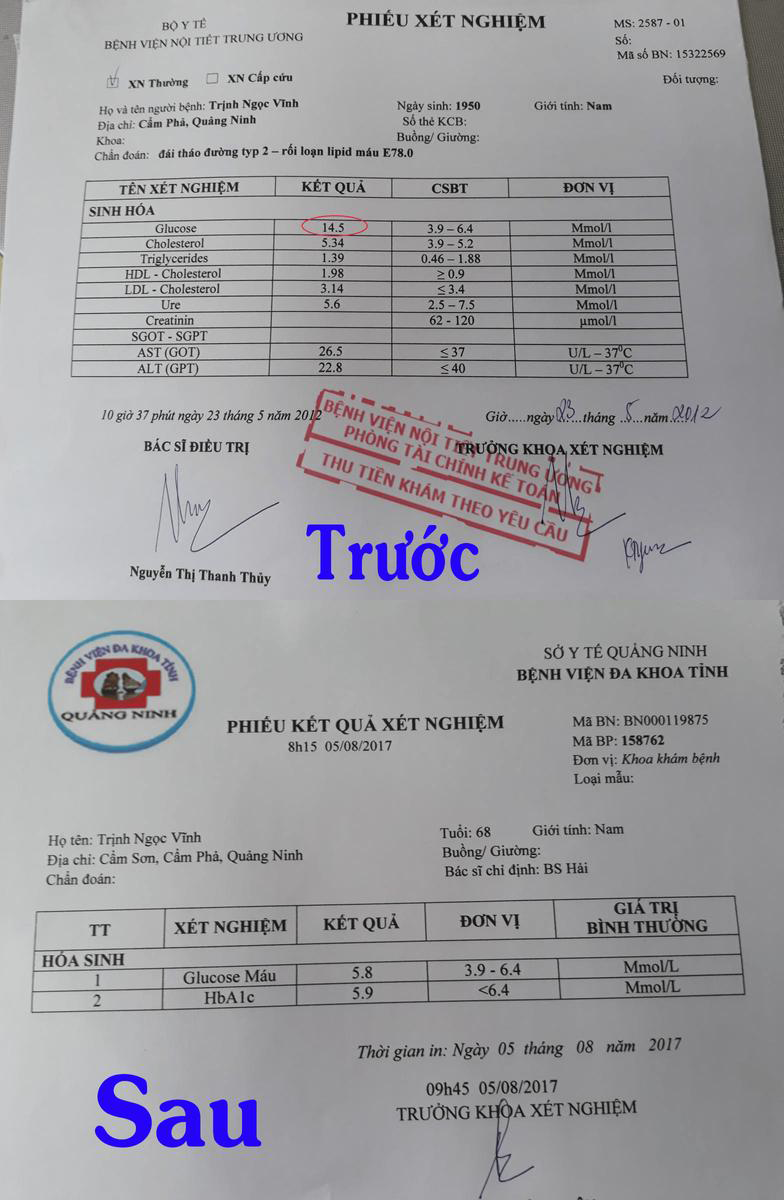 BỘ Y TẾ
BỆNH VIỆN NỘI TIẾT TRUNG ƯƠNG
PHIẾU XÉT NGHIỆM
MS: 2587 - 01
Số:
Mã số BN: 15322569
XN Thường XN Cấp cứu
Đối tượng:
Họ và tên người bệnh: Trịnh Ngọc Vĩnh Ngày sinh: 1950 Giới tính: Nam
Địa chỉ: Cẩm Phả, Quảng Ninh Số thẻ KCB:
Khoa: Buồng/ Giường:
Chẩn đoán: đái tháo đường typ 2 – rối loạn lipid máu E78.0
TÊN XÉT NGHIỆM KẾT QUẢ CSBT ĐƠN VỊ
SINH HÓA
Glucose 14.5 3.9 – 6.4 Mmol/l
Cholesterol 5.34 3.9 – 5.2 Mmol/l
Triglycerides 1.39 0.46 – 1.88 Mmol/l
HDL - Cholesterol 1.98 ≥ 0.9 Mmol/l
LDL - Cholesterol 3.14 ≤ 3.4 Mmol/l
Ure 5.6 2.5 – 7.5 Mmol/l
Creatinin 62 - 120 µmol/l
SGOT - SGPT
AST (GOT) 26.5 ≤ 37 U/L – 37⁰C
ALT (GPT) 22.8 ≤ 40 U/L – 37⁰C
10 giờ 37 phút ngày 23 tháng 5 năm 2012 Giờ.....ngày 23 tháng 5 năm 2012
BÁC SĨ ĐIỀU TRỊ TRƯỞNG KHOA XÉT NGHIỆM
BỆNH VIỆN NỘI TIẾT TRUNG ƯƠNG
PHÒNG TÀI CHÍNH KẾ TOÁN
THU TIỀN KHÁM THEO YÊU CẦU
Nguyễn Thị Thanh Thủy
Trước
BỆNH VIỆN ĐA KHOA TỈNH
QUẢNG NINH
SỞ Y TẾ QUẢNG NINH
BỆNH VIỆN ĐA KHOA TỈNH
PHIẾU KẾT QUẢ XÉT NGHIỆM
8h15 05/08/2017
Mã BN: BN000119875
Mã BP: 158762
Đơn vị: Khoa khám bệnh
Loại mẫu:
Họ tên: Trịnh Ngọc Vĩnh Tuổi: 68 Giới tính: Nam
Địa chỉ: Cẩm Sơn, Cẩm Phả, Quảng Ninh Buồng/ Giường:
Chẩn đoán: Bác sĩ chỉ định: BS Hải
TT XÉT NGHIỆM KẾT QUẢ ĐƠN VỊ GIÁ TRỊ BÌNH THƯỜNG
HÓA SINH
1 Glucose Máu 5.8 3.9 - 6.4 Mmol/L
2 HbA1c 5.9 <6.4 Mmol/L
Thời gian in: Ngày 05 tháng 08 năm 2017
09h45 05/08/2017
TRƯỞNG KHOA XÉT NGHIỆM
Sau